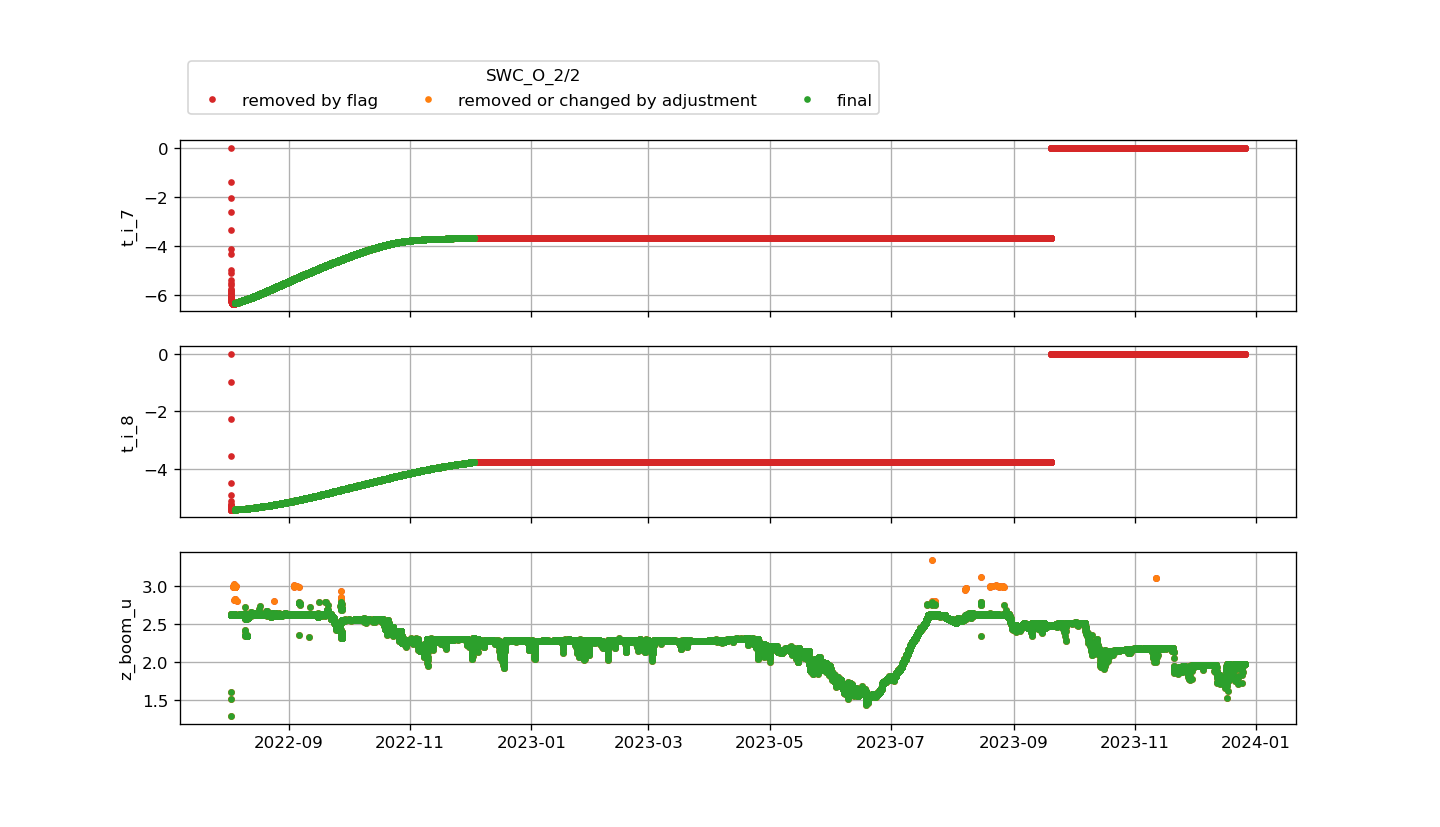 SWC_O_2/2
removed by flag removed or changed by adjustment final
0
−2
−4
−6
t_i_7
0
−2
−4
t_i_8
3.0
2.5
2.0
1.5
z_boom_u
2022-09 2022-11 2023-01 2023-03 2023-05 2023-07 2023-09 2023-11 2024-01